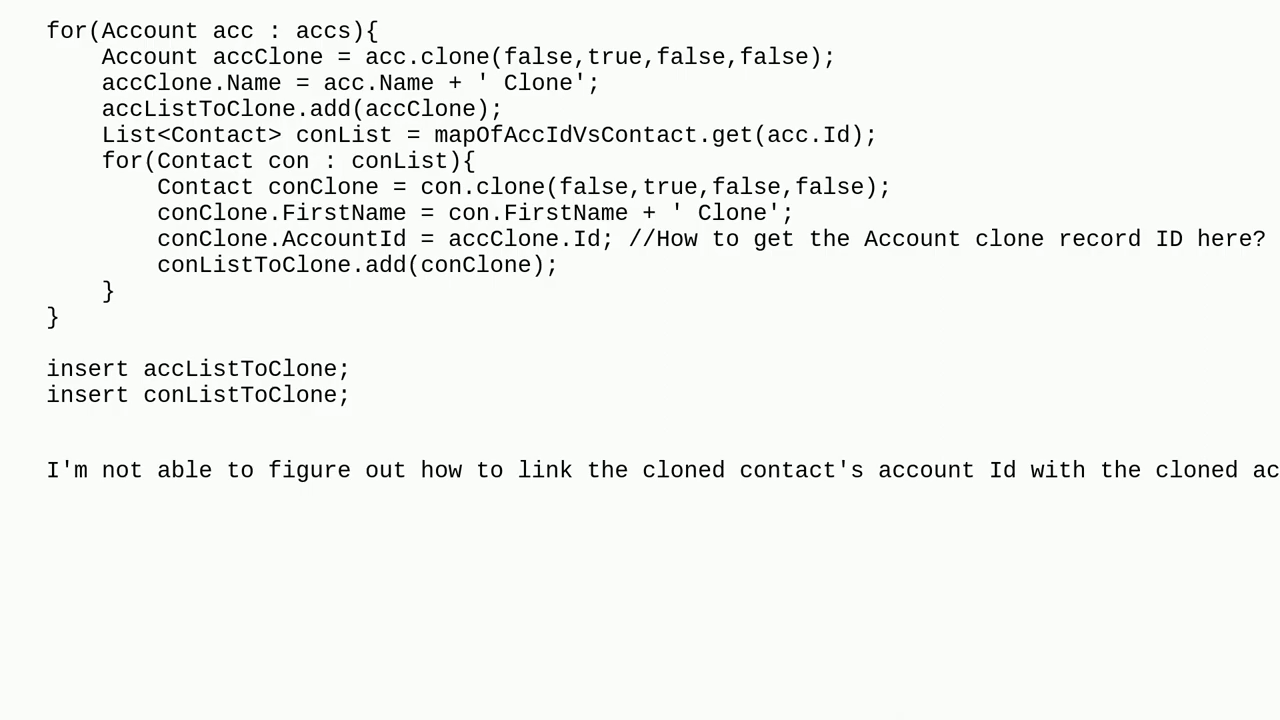 for(Account acc : accs){
    Account accClone = acc.clone(false,true,false,false);
    accClone.Name = acc.Name + ' Clone';
    accListToClone.add(accClone);
    List<Contact> conList = mapOfAccIdVsContact.get(acc.Id);
    for(Contact con : conList){
        Contact conClone = con.clone(false,true,false,false);
        conClone.FirstName = con.FirstName + ' Clone';
        conClone.AccountId = accClone.Id; //How to get the Account clone record ID here?
        conListToClone.add(conClone);
    }
}
insert accListToClone;
insert conListToClone;
I'm not able to figure out how to link the cloned contact's account Id with the cloned